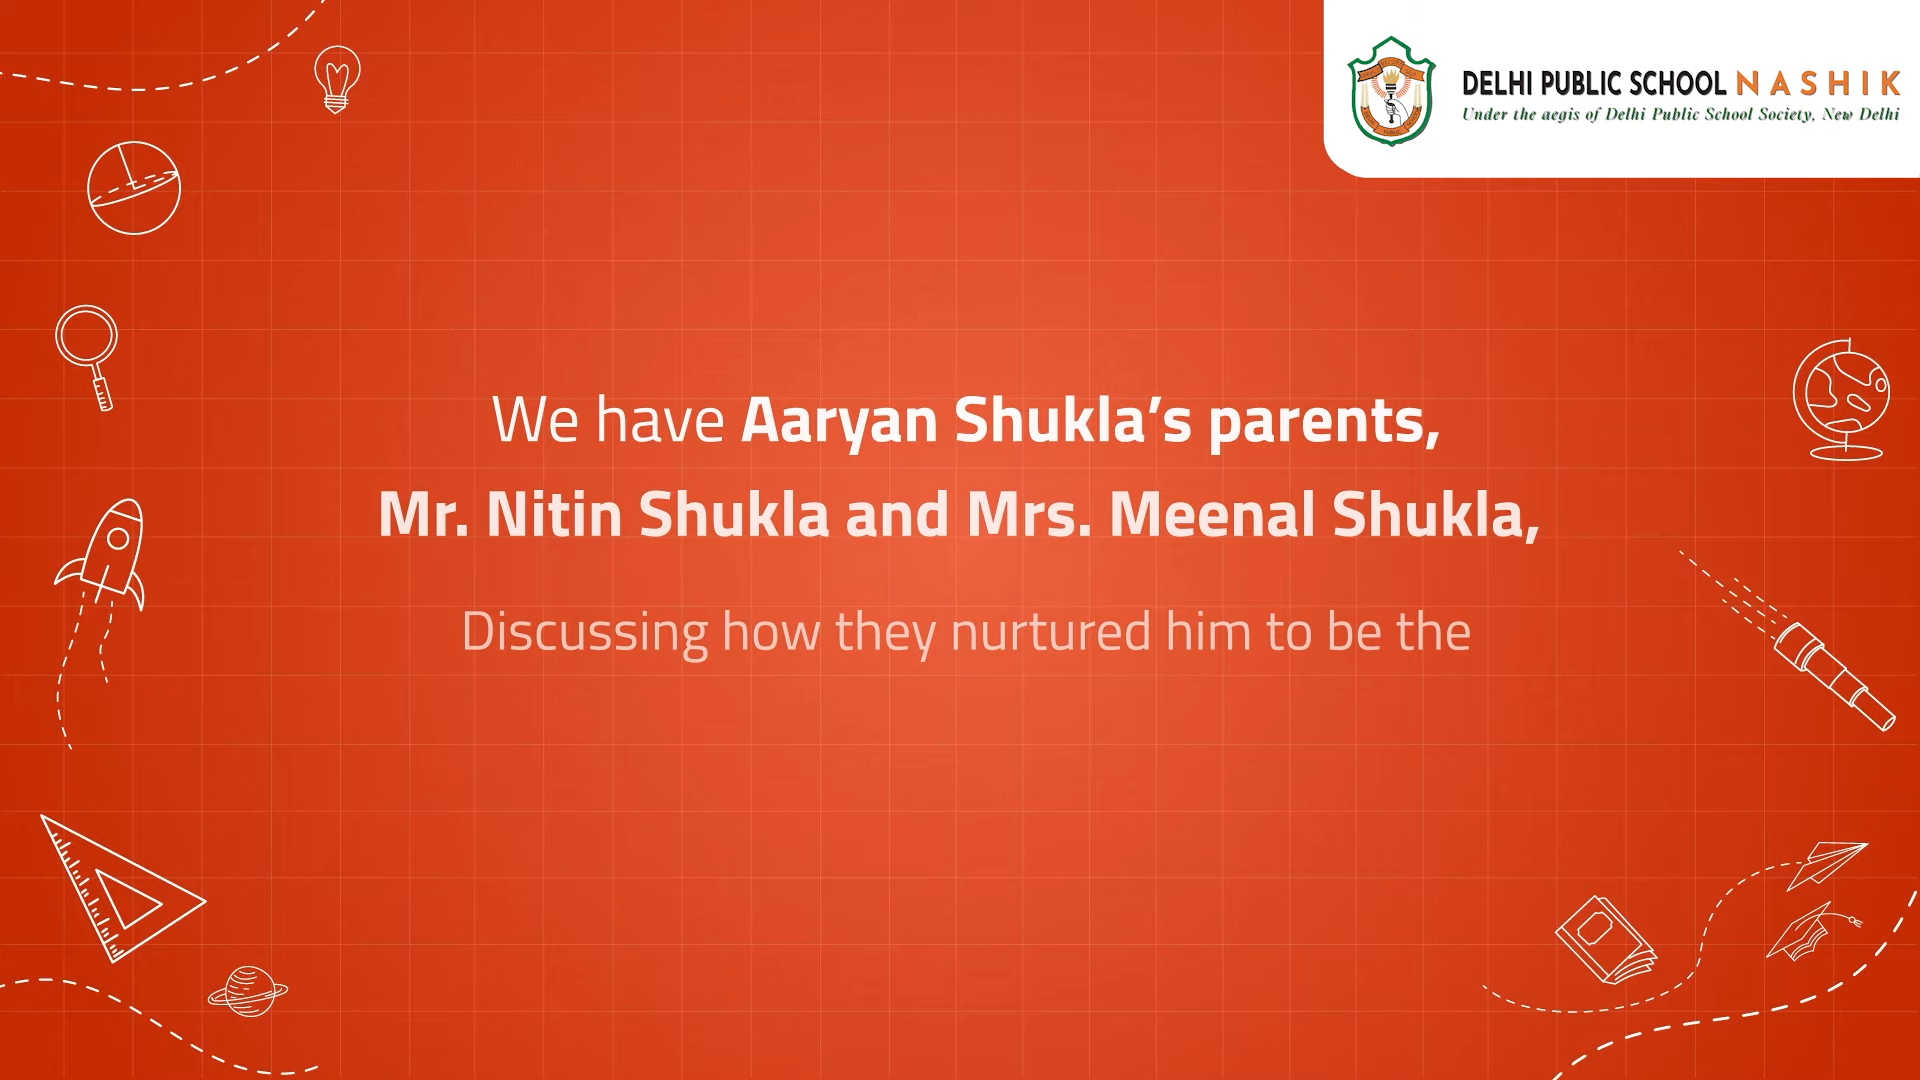 DELHI PUBLIC SCHOOL NASHIK
Under the aegis of Delhi Public School Society, New Delhi
We have Aaryan Shukla’s parents,
Mr. Nitin Shukla and Mrs. Meenal Shukla,
Discussing how they nurtured him to be the